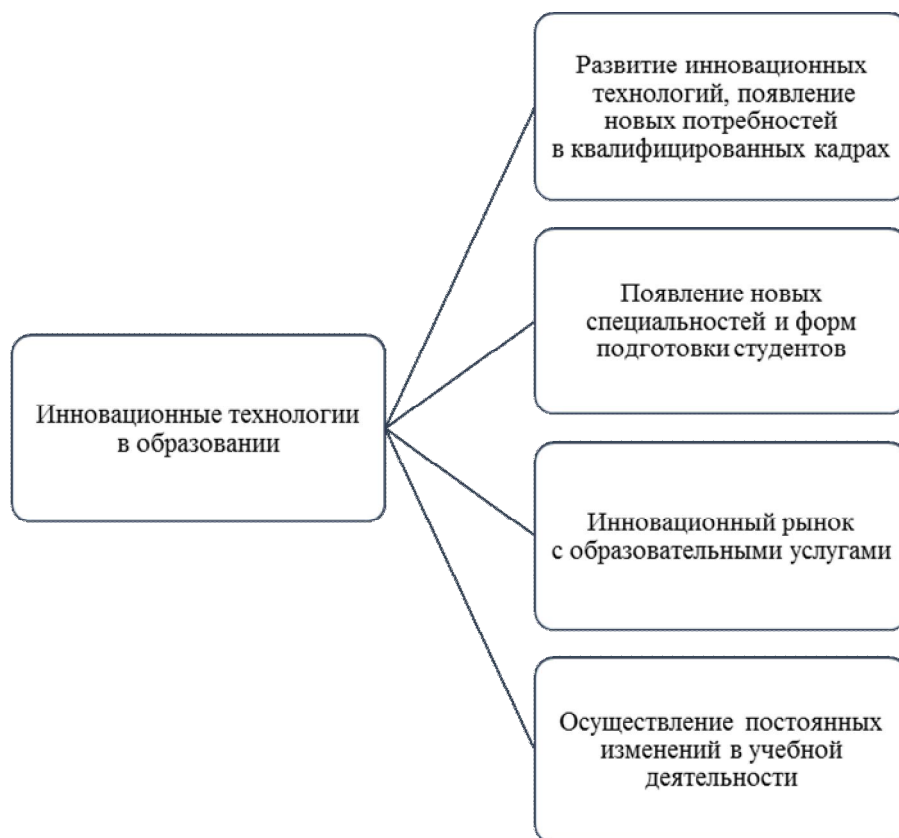 Инновационные технологии
в образовании
Развитие инновационных
технологий, появление
новых потребностей
в квалифицированных кадрах
Появление новых
специальностей и форм
подготовки студентов
Инновационный рынок
с образовательными услугами
Осуществление постоянных
изменений в учебной
деятельности